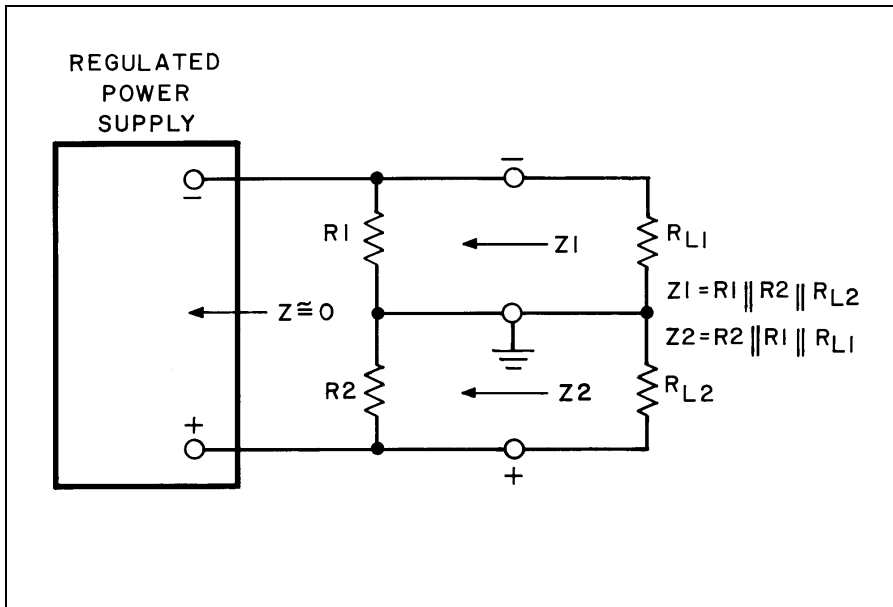 REGULATED
POWER
SUPPLY
−
−
R1
Z1
RL1
Z≅0
Z1=R1||R2||RL2
Z2=R2||R1||RL1
R2
Z2
RL2
+
+